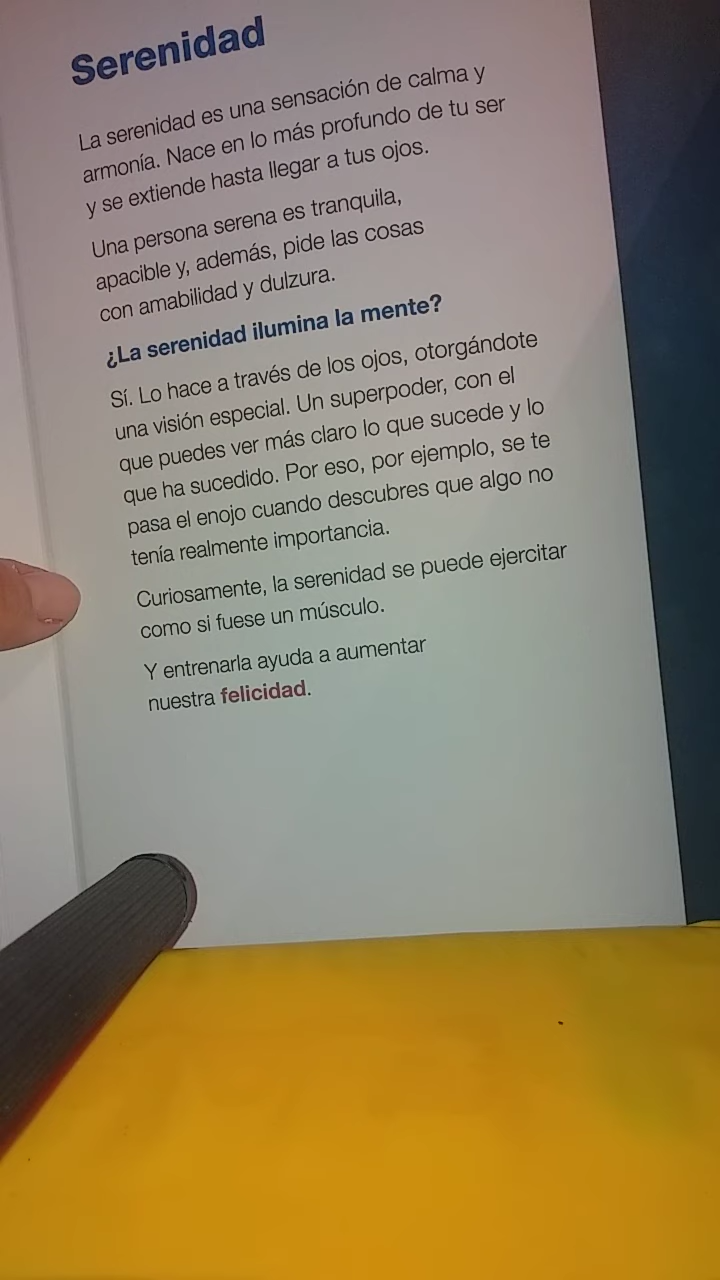 Serenidad
La serenidad es una sensación de calma y
armonía. Nace en lo más profundo de tu ser
y se extiende hasta llegar a tus ojos.
Una persona serena es tranquila,
apacible y, además, pide las cosas
con amabilidad y dulzura.
¿La serenidad ilumina la mente?
Sí. Lo hace a través de los ojos, otorgándote
una visión especial. Un superpoder, con el
que puedes ver más claro lo que sucede y lo
que ha sucedido. Por eso, por ejemplo, se te
pasa el enojo cuando descubres que algo no
tenía realmente importancia.
Curiosamente, la serenidad se puede ejercitar
como si fuese un músculo.
Y entrenarla ayuda a aumentar
nuestra felicidad.